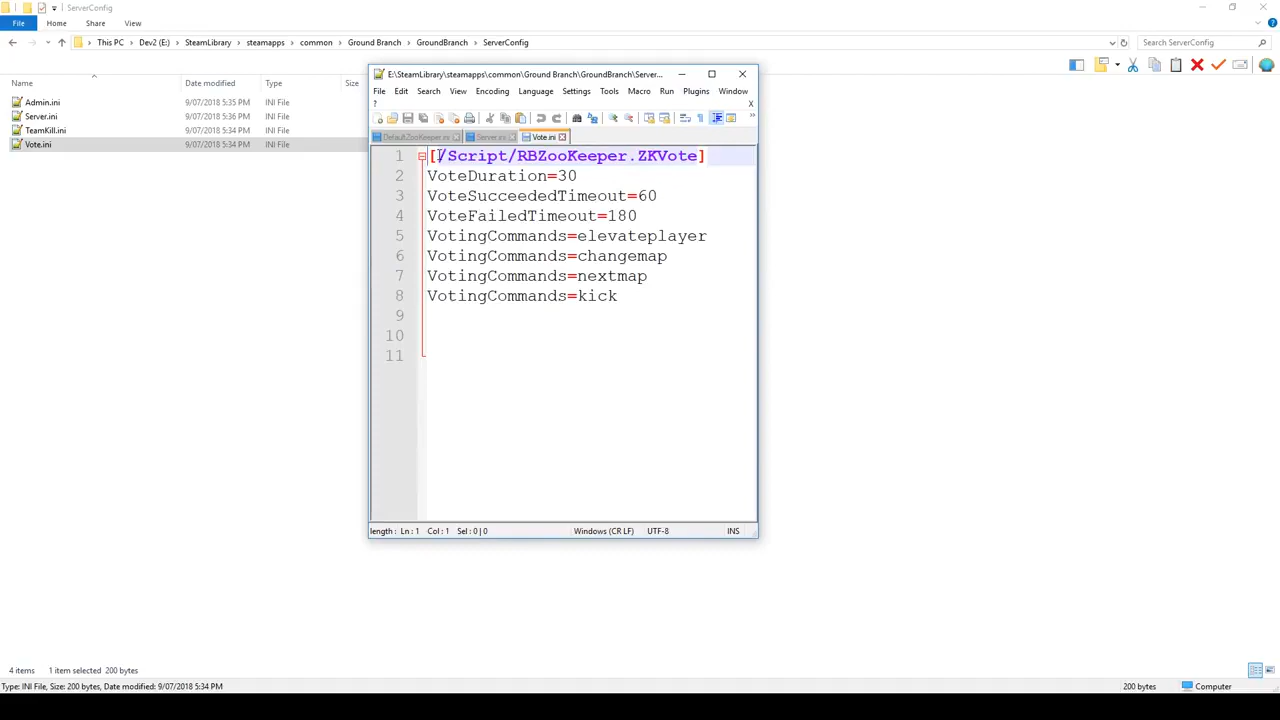 ServerConfig
File Home Share View
This PC Dev2 (E:) SteamLibrary steamapps common Ground Branch GroundBranch ServerConfig
Search ServerConfig
Name Date modified Type Size
Admin.ini 9/07/2018 5:35 PM INI File
Server.ini 9/07/2018 5:36 PM INI File
TeamKill.ini 9/07/2018 5:34 PM INI File
Vote.ini 9/07/2018 5:34 PM INI File
E:\SteamLibrary\steamapps\common\Ground Branch\GroundBranch\Server...
File Edit Search View Encoding Language Settings Tools Macro Run Plugins Window
? X
DefaultZooKeeper.ini Server.ini Vote.ini
1 [/Script/RBZooKeeper.ZKVote]
2 VoteDuration=30
3 VoteSucceededTimeout=60
4 VoteFailedTimeout=180
5 VotingCommands=elevateplayer
6 VotingCommands=changemap
7 VotingCommands=nextmap
8 VotingCommands=kick
9
10
11
length : Ln : 1 Col : 1 Sel : 0 | 0 Windows (CR LF) UTF-8 INS
4 items 1 item selected 200 bytes
Type: INI File, Size: 200 bytes, Date modified: 9/07/2018 5:34 PM 200 bytes Computer